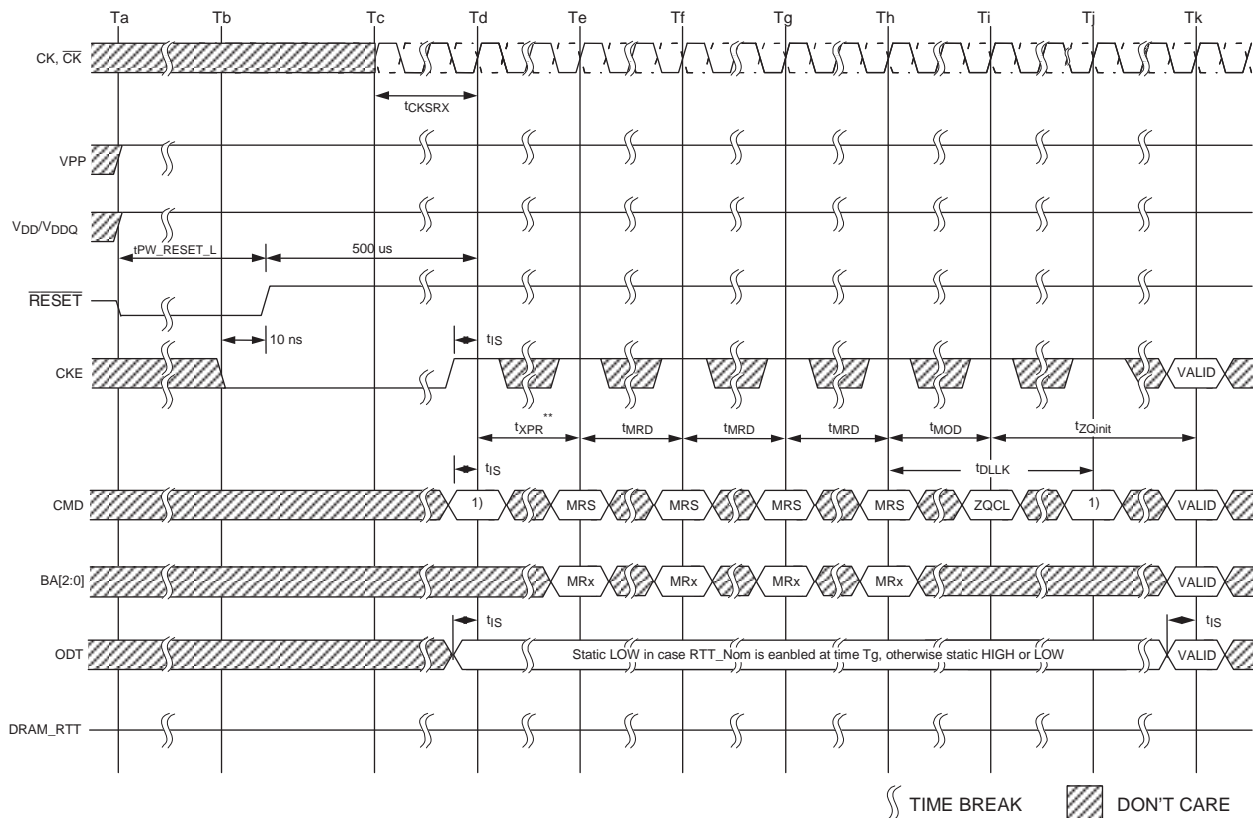 Ta Tb Tc Td Te Tf Tg Th Ti Tj Tk
CK, CK
tCKSRX
VPP
VDD/VDDQ
tPW_RESET_L 500 us
RESET
10 ns tIS
CKE VALID
tXPR** tMRD tMRD tMRD tMOD tZQinit
tIS tDLLK
CMD 1) MRS MRS MRS MRS ZQCL 1) VALID
BA[2:0] MRx MRx MRx MRx VALID
tIS tIS
ODT Static LOW in case RTT_Nom is eanbled at time Tg, otherwise static HIGH or LOW VALID
DRAM_RTT
TIME BREAK DON'T CARE